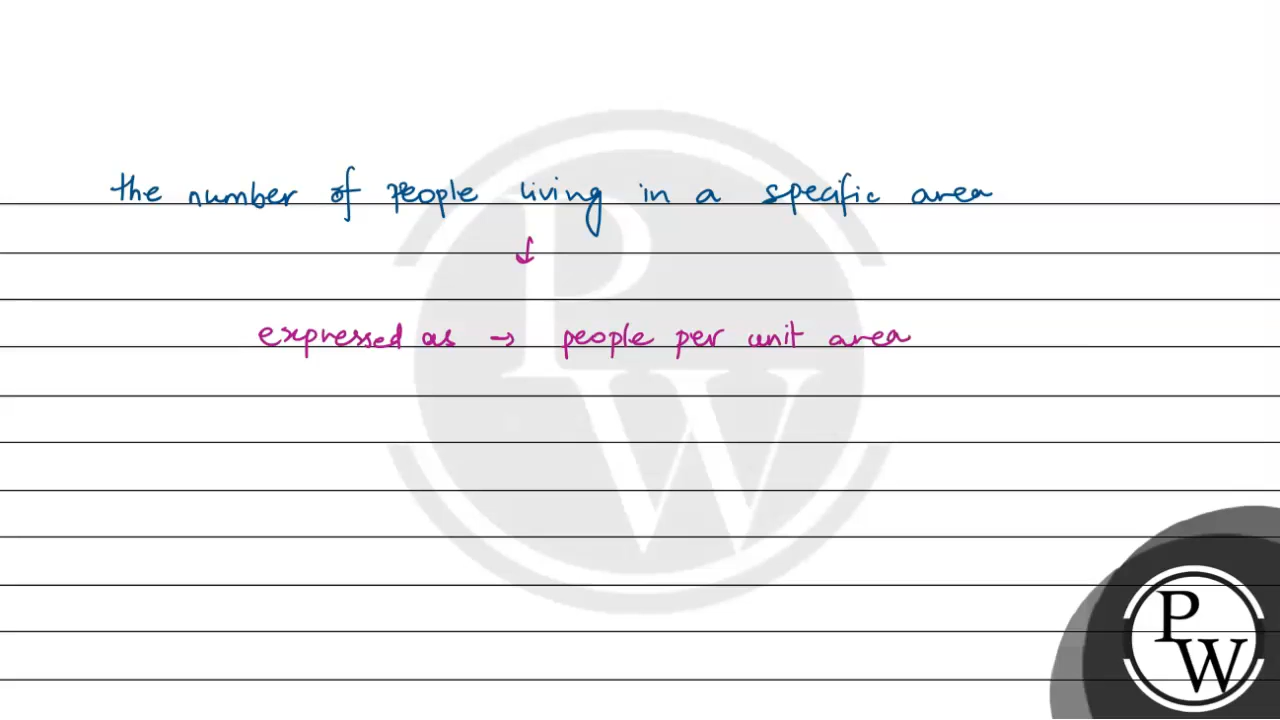 the number of people living in a specific area
↓
expressed as → people per unit area
P
W
P
W